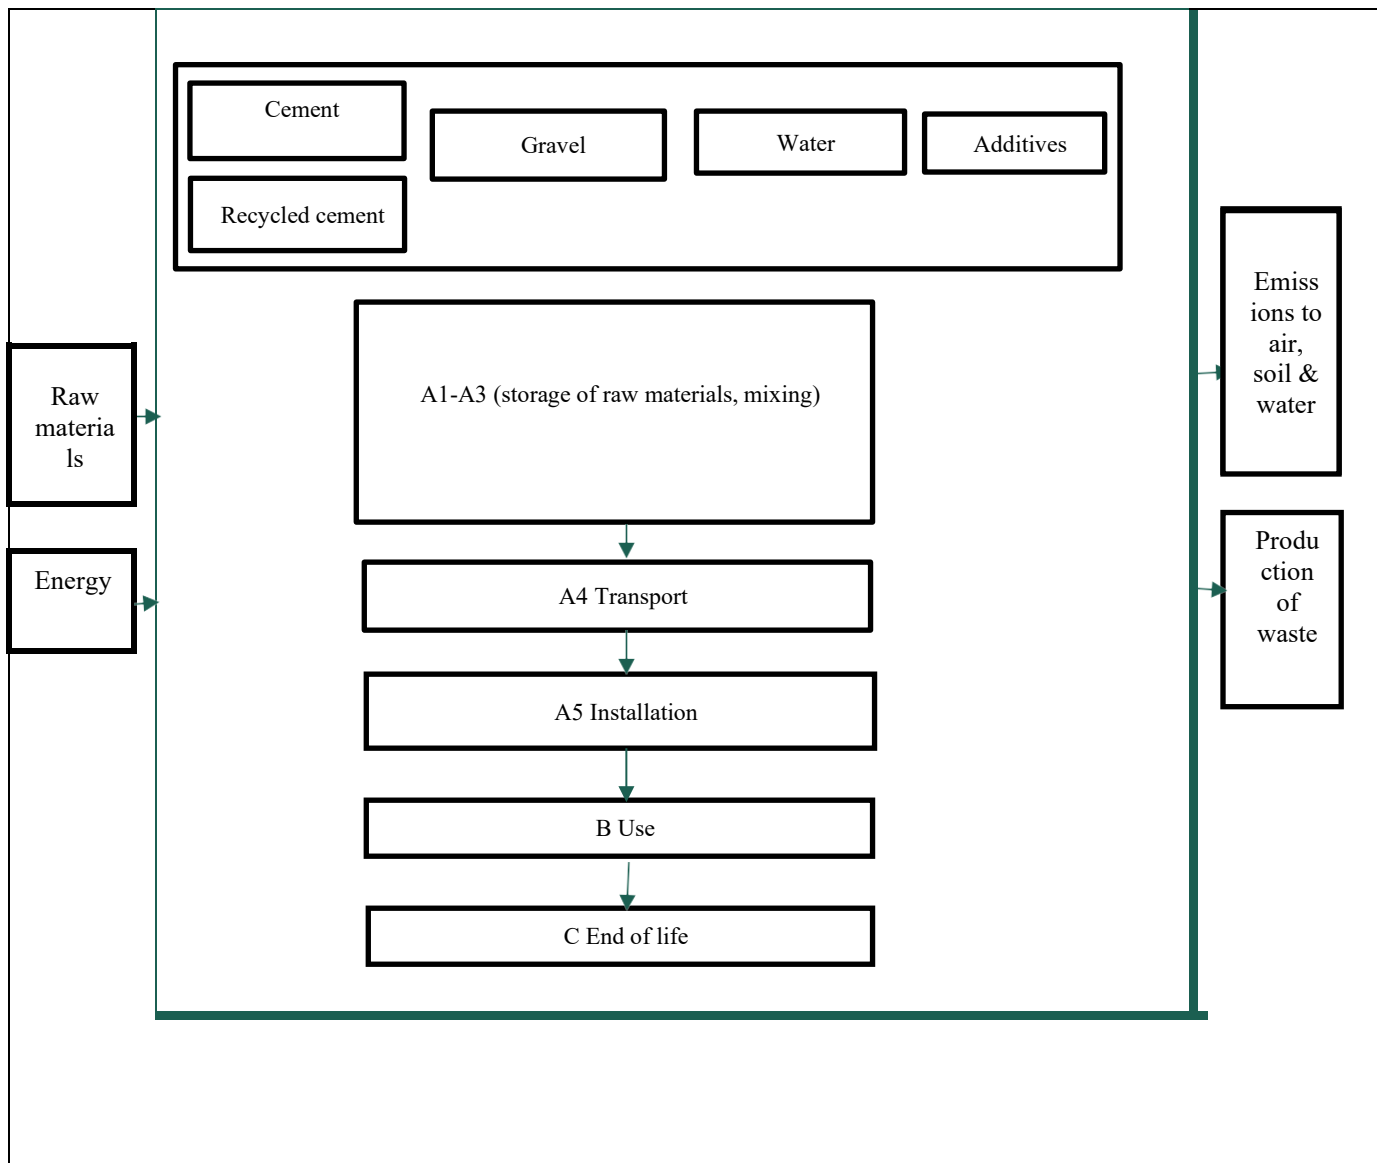 Cement
Gravel
Water
Additives
Recycled cement
A1-A3 (storage of raw materials, mixing)
A4 Transport
A5 Installation
B Use
C End of life
Raw
materia
ls
Energy
Emiss
ions to
air,
soil &
water
Produ
ction
of
waste